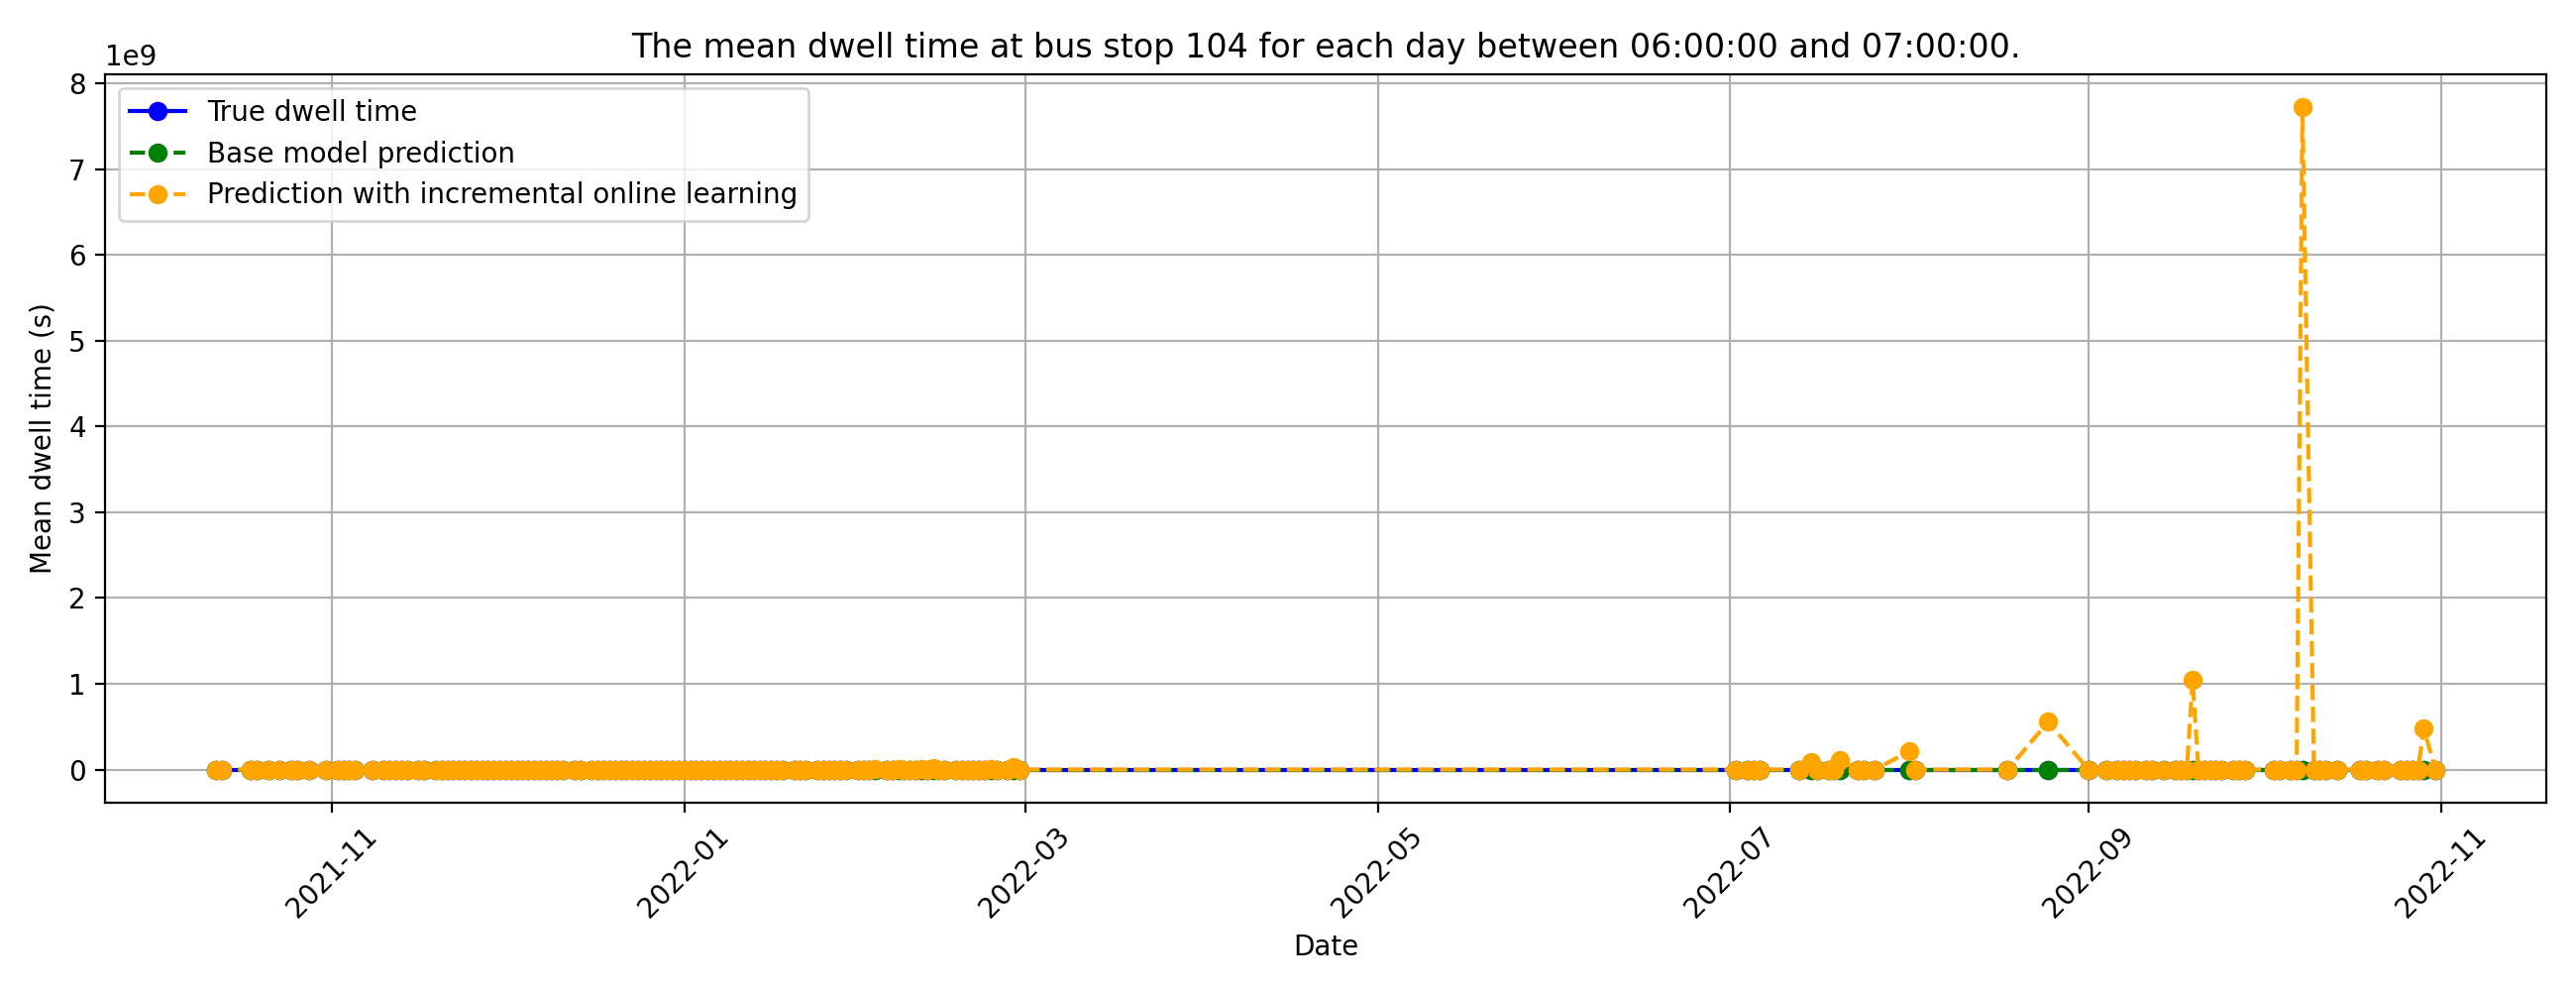 The mean dwell time at bus stop 104 for each day between 06:00:00 and 07:00:00.
1e9
True dwell time
Base model prediction
Prediction with incremental online learning
8
7
6
5
4
3
2
1
0
Mean dwell time (s)
2021-11
2022-01
2022-03
2022-05
2022-07
2022-09
2022-11
Date